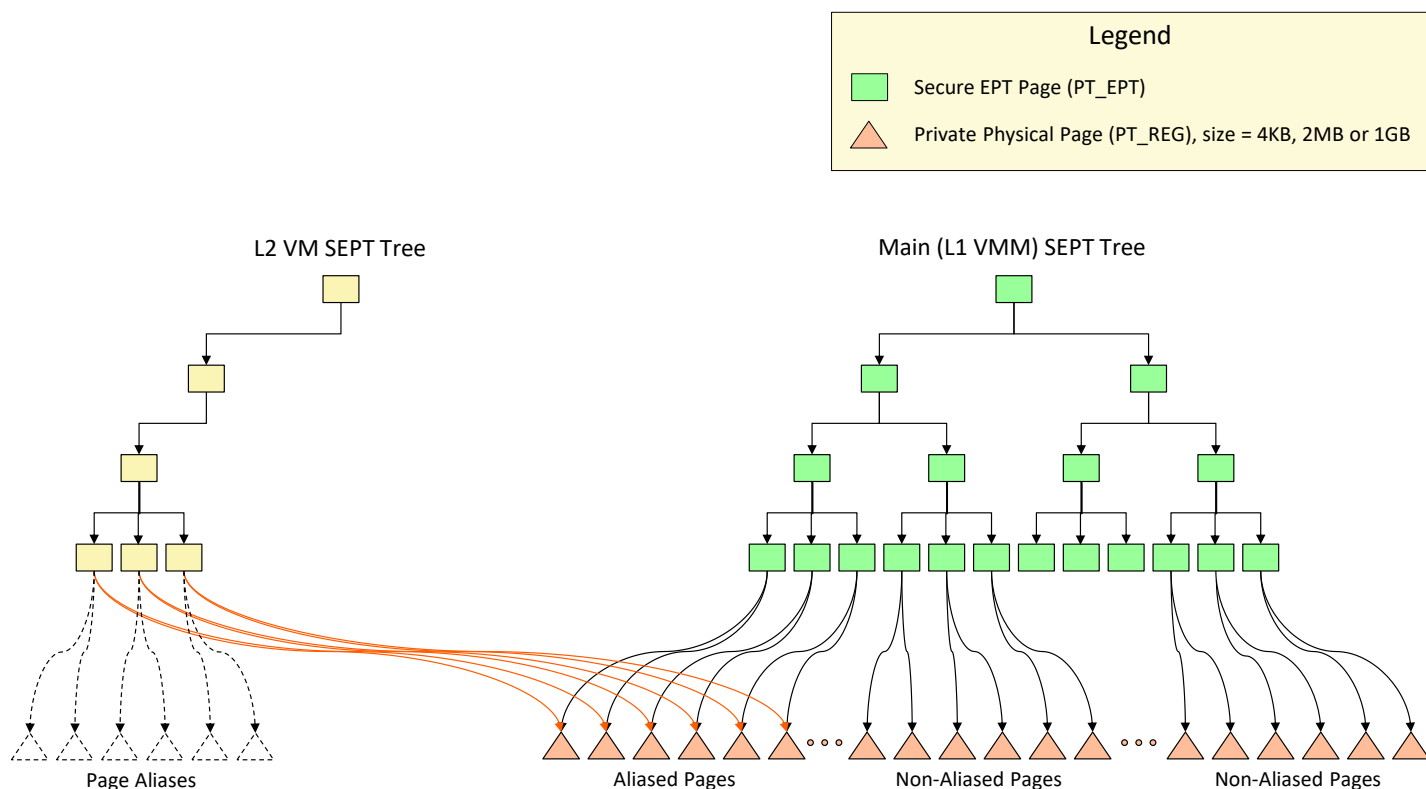 Legend
Secure EPT Page (PT_EPT)
Private Physical Page (PT_REG), size = 4KB, 2MB or 1GB
L2 VM SEPT Tree
Main (L1 VMM) SEPT Tree
Page Aliases
Aliased Pages
Non-Aliased Pages
Non-Aliased Pages